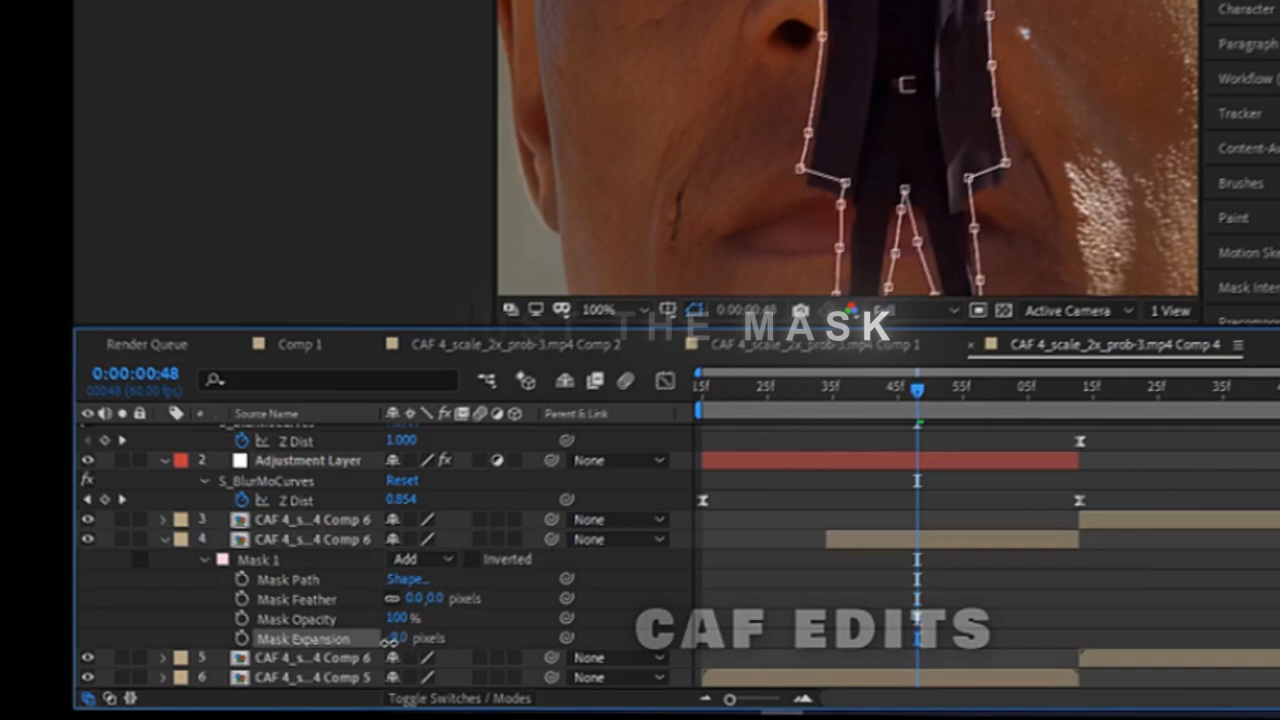 Character
Paragraph
Workflow
Tracker
Content-Au
Brushes
Paint
Motion Sk
Mask Inter
100%
0:00:00:48
Active Camera
1 View
THE MASK
Render Queue
Comp 1
CAF 4_scale_2x_prob-3.mp4 Comp 2
CAF 4_scale_2x_prob-3.mp4 Comp 1
× CAF 4_scale_2x_prob-3.mp4 Comp 4
0:00:00:48
00048 (60.00 fps)
15f 25f 35f 45f 55f 05f 15f 25f 35f
# Source Name fx Parent & Link
Z Dist 1.000
2 Adjustment Layer fx None
fx S_BlurMoCurves Reset
Z Dist 0.854
3 CAF 4_s...4 Comp 6 None
4 CAF 4_s...4 Comp 6 None
Mask 1 Add Inverted
Mask Path Shape...
Mask Feather 0.0,0.0 pixels
Mask Opacity 100 %
Mask Expansion pixels
CAF EDITS
5 CAF 4_s...4 Comp 6 None
6 CAF 4_s...4 Comp 5 None
Toggle Switches / Modes